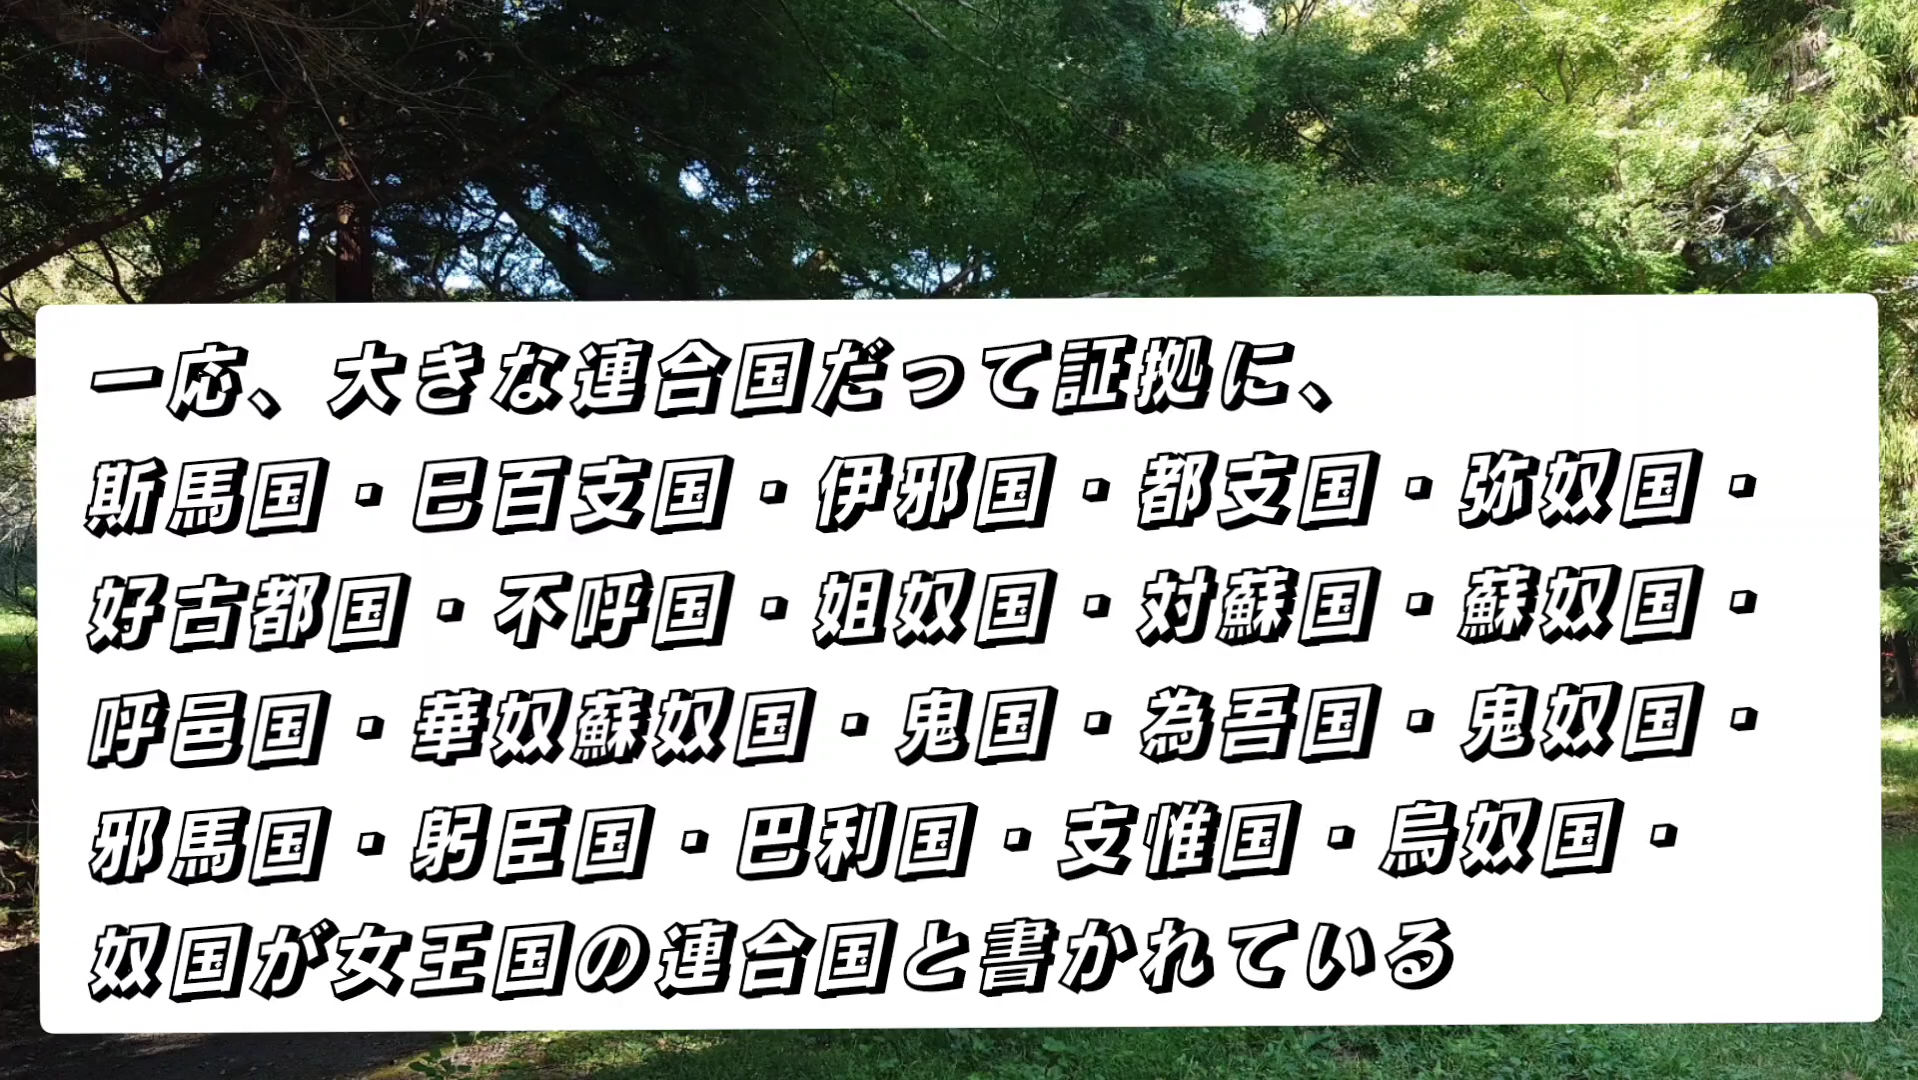 一応、大きな連合国だって証拠に、
斯馬国・巳百支国・伊邪国・都支国・弥奴国・
好古都国・不呼国・姐奴国・対蘇国・蘇奴国・
呼邑国・華奴蘇奴国・鬼国・為吾国・鬼奴国・
邪馬国・躬臣国・巴利国・支惟国・烏奴国・
奴国が女王国の連合国と書かれている